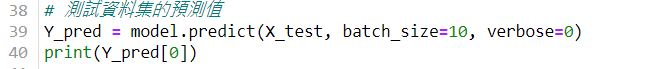 38 # 測試資料集的預測值
39 Y_pred = model.predict(X_test, batch_size=10, verbose=0)
40 print(Y_pred[0])